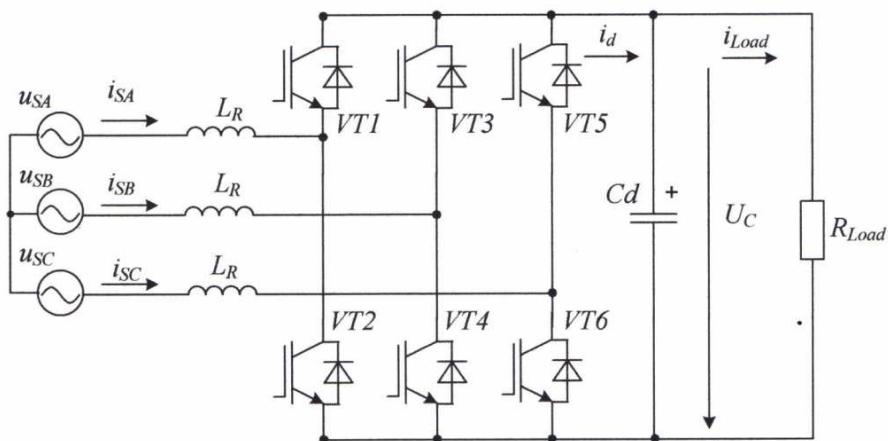 i_d
i_Load
u_SA
i_SA
L_R
VT1
VT3
VT5
u_SB
i_SB
L_R
Cd
+
U_C
R_Load
u_SC
i_SC
L_R
VT2
VT4
VT6